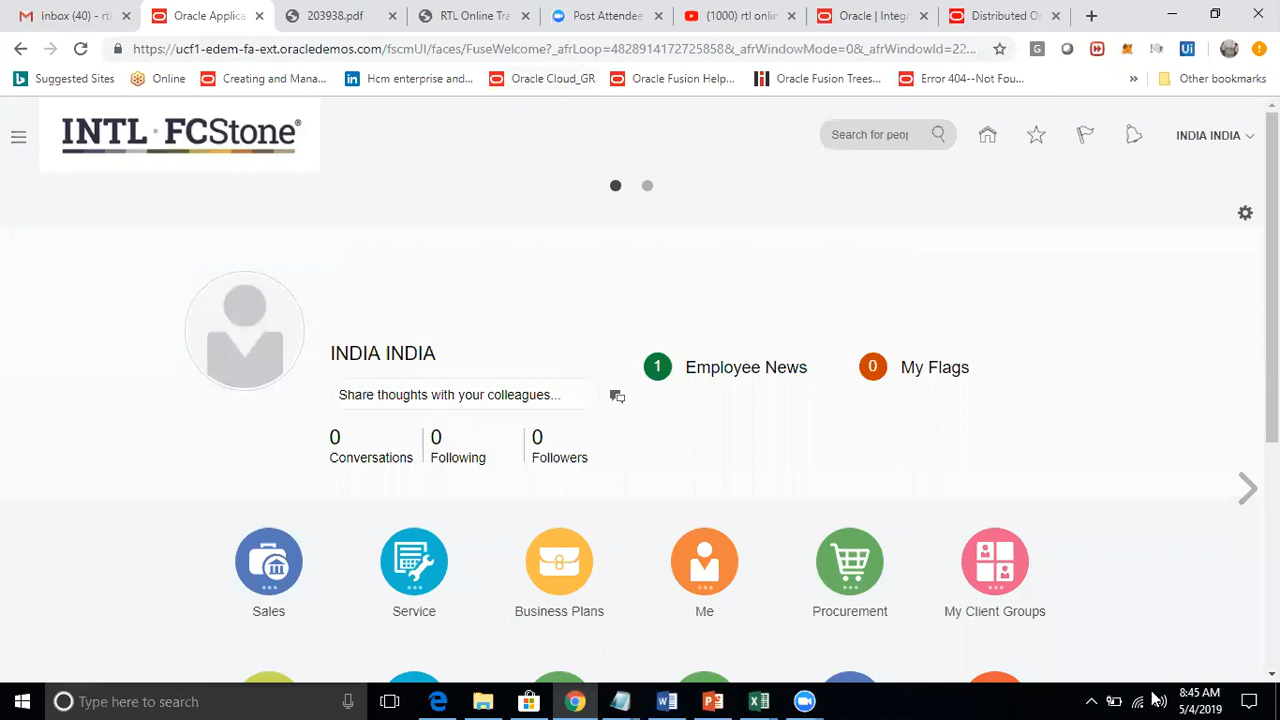 inbox (40) - rtl
Oracle Applica
203938.pdf
RTL Online Tra
Post Attendee
(1000) rtl onlin
Oracle | Integ
Distributed O
https://ucf1-edem-fa-ext.oracledemos.com/fscmUI/faces/FuseWelcome?_afrLoop=4828914172725858&_afrWindowMode=0&_afrWindowId=22...
Suggested Sites
Online
Creating and Mana...
Hcm enterprise and...
Oracle Cloud_GR
Oracle Fusion Help...
Oracle Fusion Trees...
Error 404--Not Fou...
Other bookmarks
INTL·FCStone®
Search for peop
INDIA INDIA
INDIA INDIA
1 Employee News
0 My Flags
Share thoughts with your colleagues...
0 0 0
Conversations Following Followers
Sales
Service
Business Plans
Me
Procurement
My Client Groups
Type here to search
8:45 AM
5/4/2019